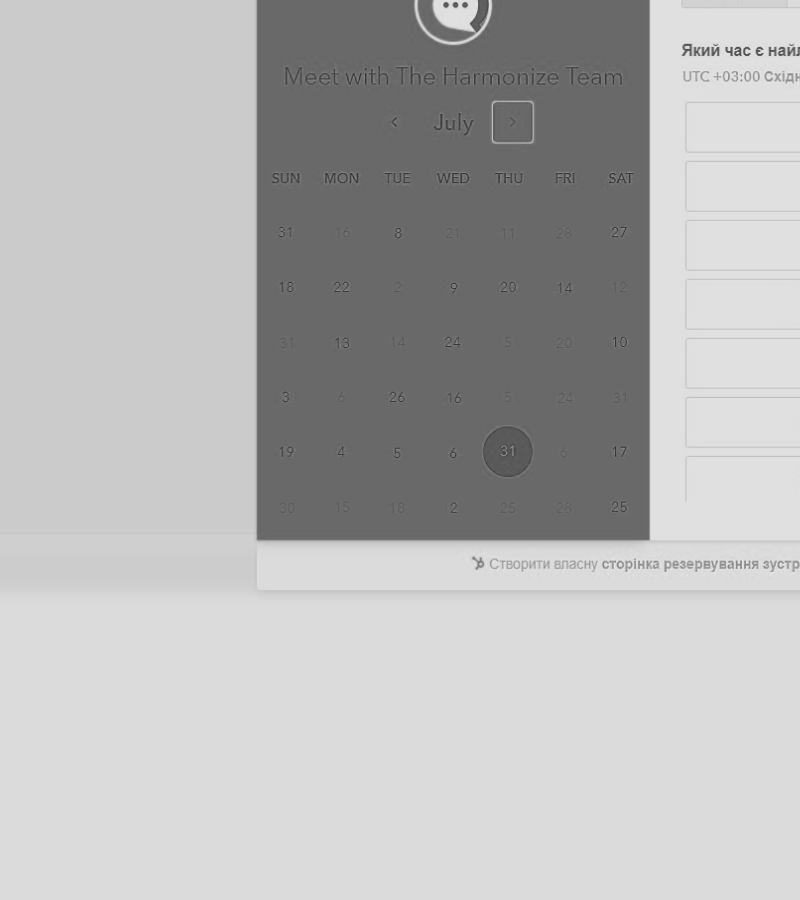 Meet with The Harmonize Team
July
SUN MON TUE WED THU FRI SAT
31 16 8 21 11 28 27
18 22 2 9 20 14 12
31 13 14 24 5 20 10
3 6 26 16 5 24 31
19 4 5 6 31 6 17
30 15 18 2 25 28 25
Який час є
UTC +03:00
Створити власну сторінка резервування